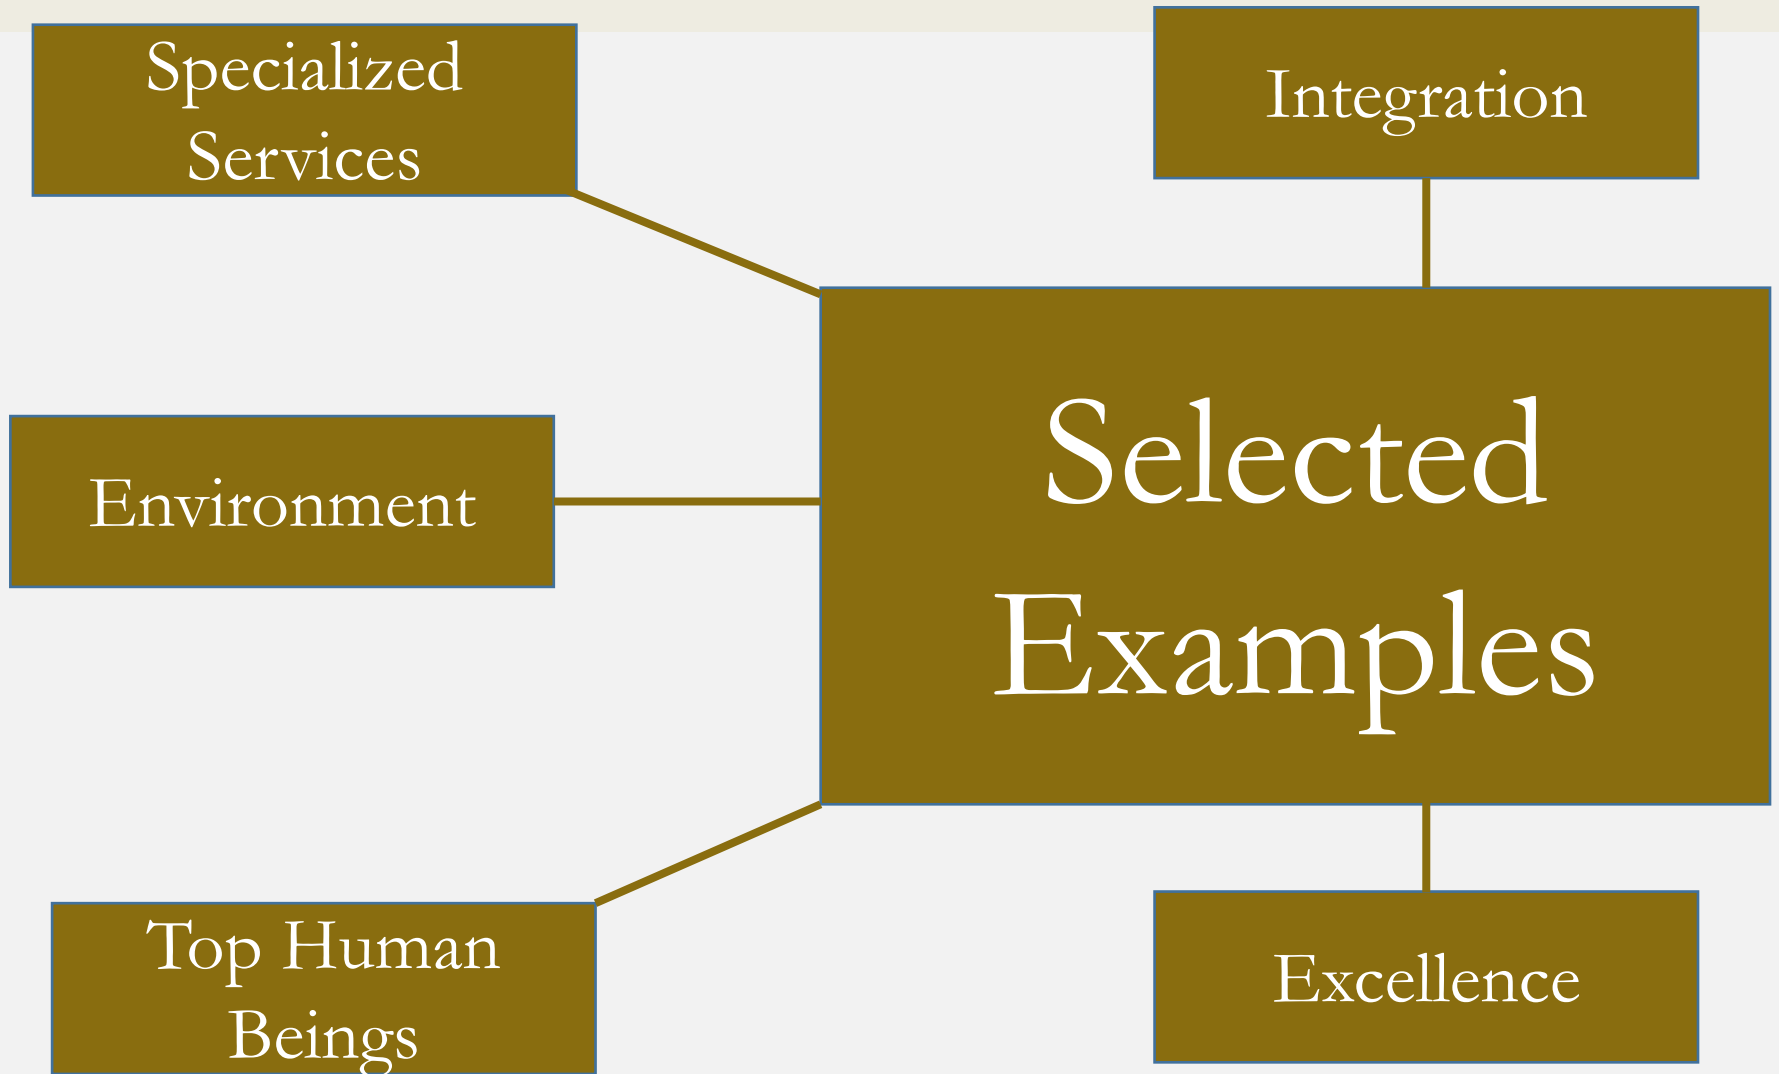 Specialized
Services
Integration
Environment
Selected
Examples
Top Human
Beings
Excellence